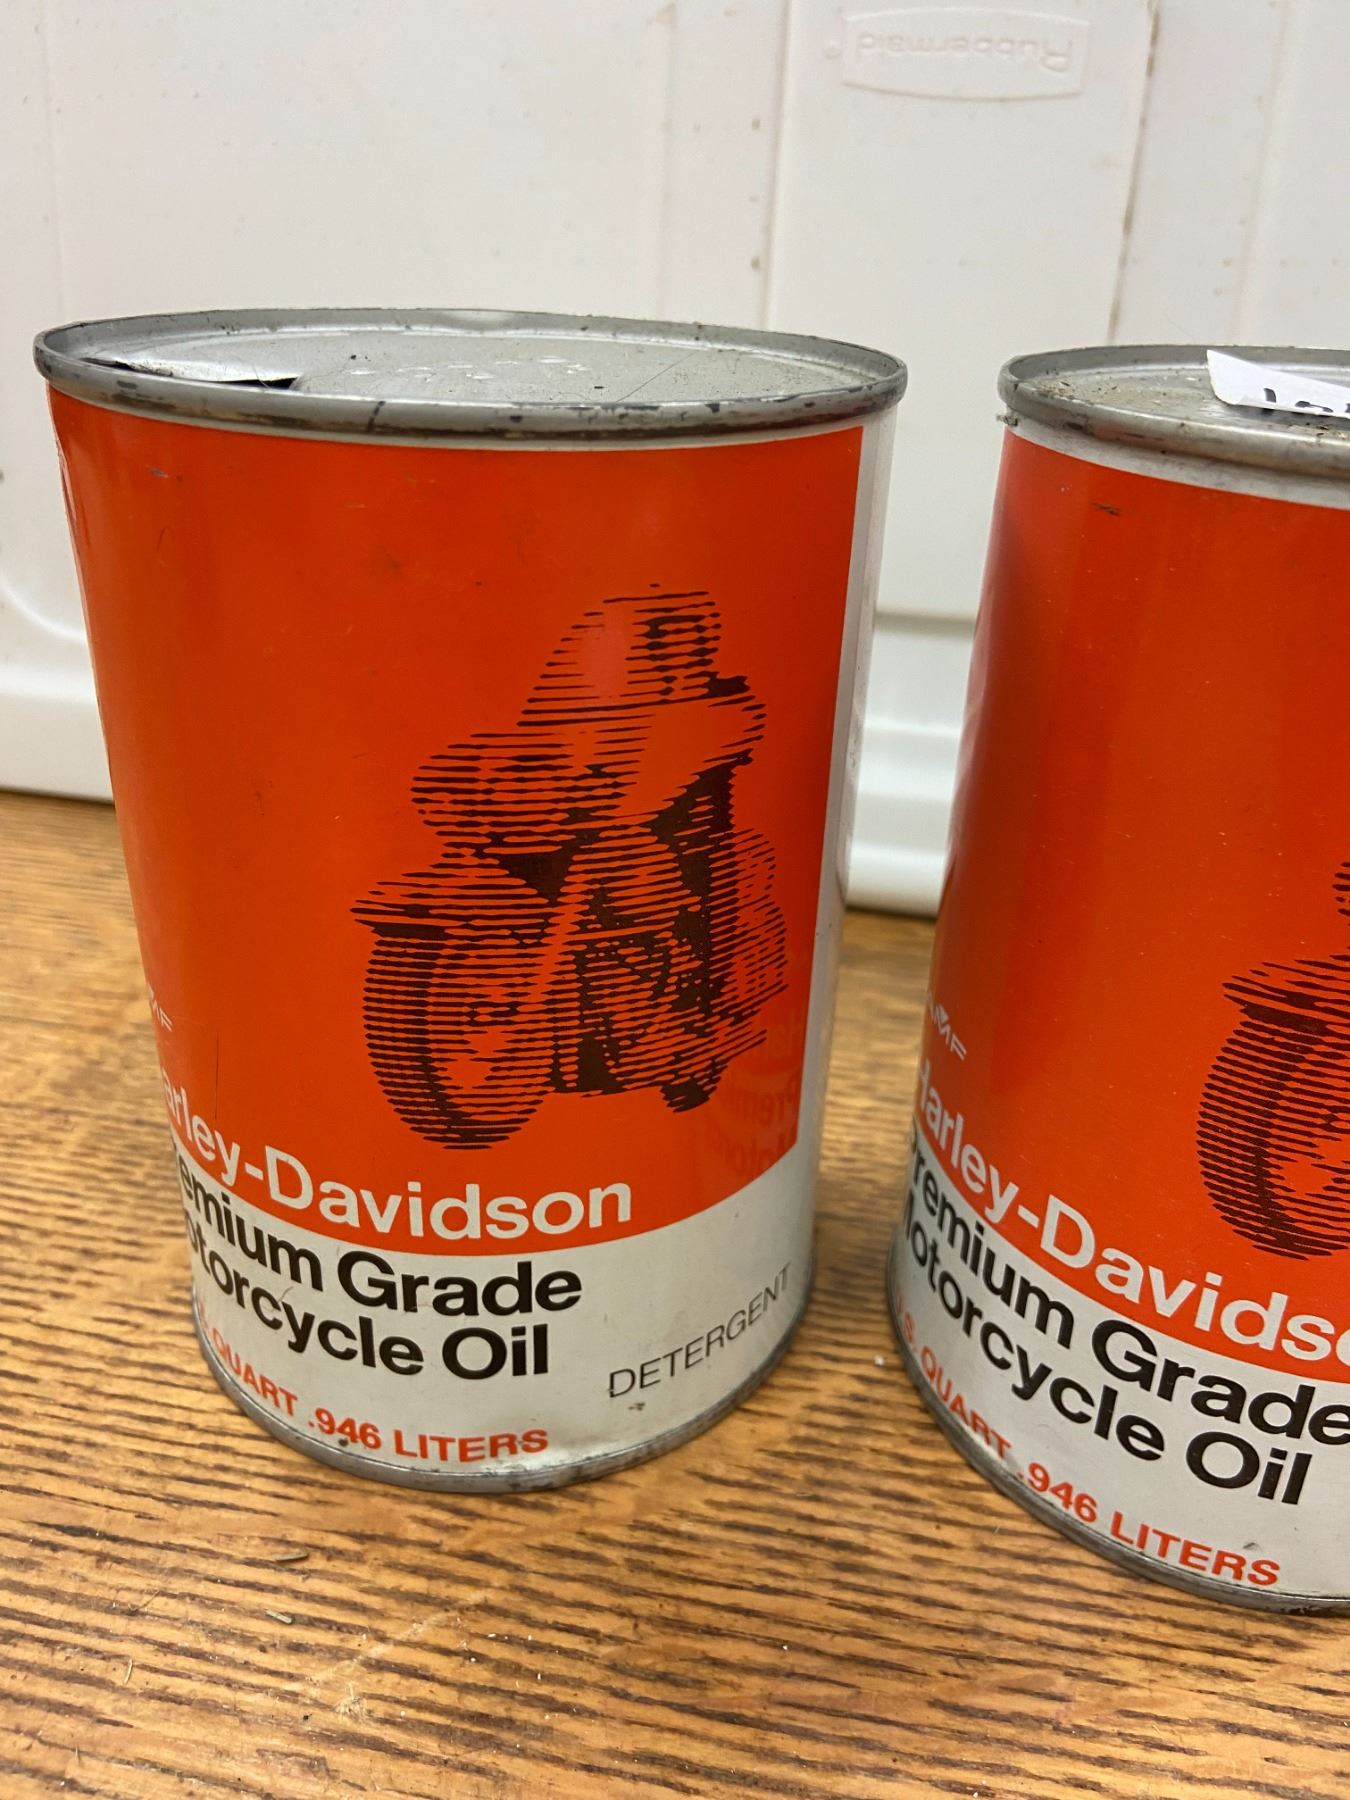 Rubbermaid
AMF
Harley-Davidson
Premium Grade
Motorcycle Oil
U.S. QUART .946 LITERS
DETERGENT
AMF
Harley-Davidson
Premium Grade
Motorcycle Oil
U.S. QUART .946 LITERS